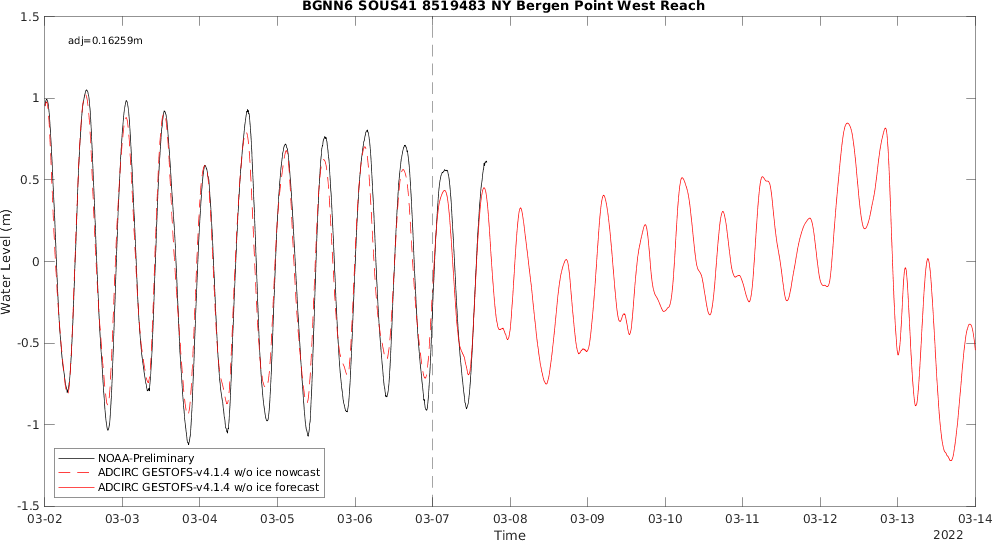 BGNN6 SOUS41 8519483 NY Bergen Point West Reach
adj=0.16259m
1.5
1
0.5
0
-0.5
-1
-1.5
Water Level (m)
NOAA-Preliminary
ADCIRC GESTOFS-v4.1.4 w/o ice nowcast
ADCIRC GESTOFS-v4.1.4 w/o ice forecast
03-02 03-03 03-04 03-05 03-06 03-07 03-08 03-09 03-10 03-11 03-12 03-13 03-14
Time
2022